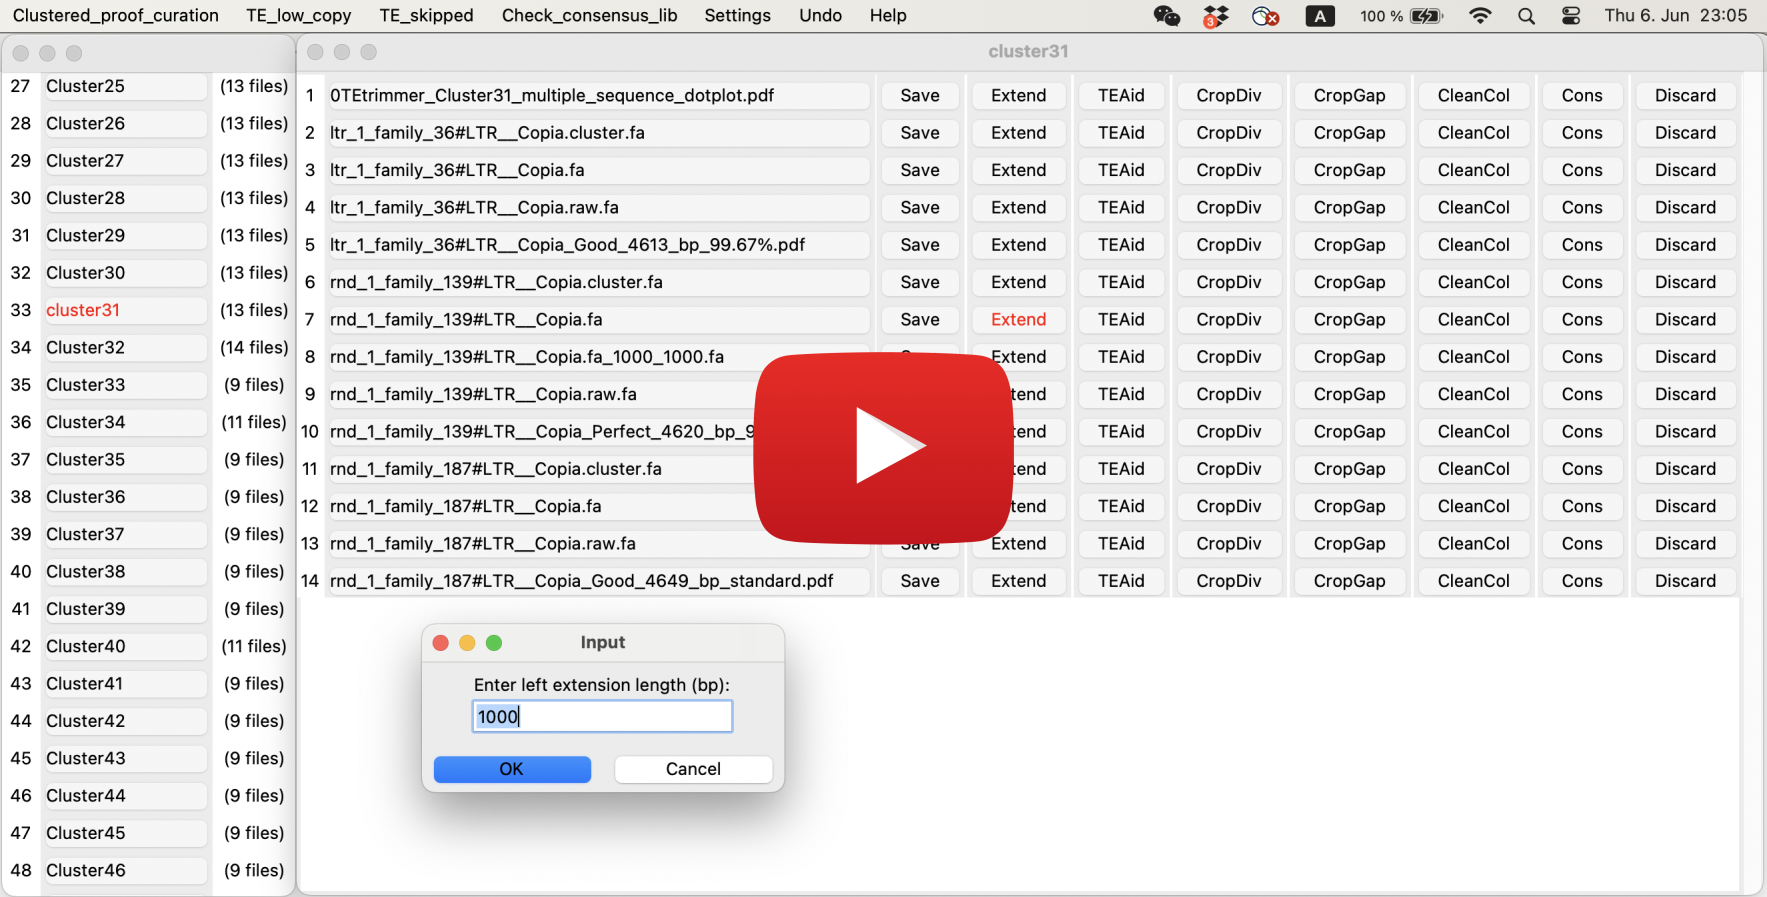 Clustered_proof_curation TE_low_copy TE_skipped Check_consensus_lib Settings Undo Help 3 A 100 % Thu 6. Jun 23:05
cluster31
27 Cluster25 (13 files)
28 Cluster26 (13 files)
29 Cluster27 (13 files)
30 Cluster28 (13 files)
31 Cluster29 (13 files)
32 Cluster30 (13 files)
33 cluster31 (13 files)
34 Cluster32 (14 files)
35 Cluster33 (9 files)
36 Cluster34 (11 files)
37 Cluster35 (9 files)
38 Cluster36 (9 files)
39 Cluster37 (9 files)
40 Cluster38 (9 files)
41 Cluster39 (9 files)
42 Cluster40 (11 files)
43 Cluster41 (9 files)
44 Cluster42 (9 files)
45 Cluster43 (9 files)
46 Cluster44 (9 files)
47 Cluster45 (9 files)
48 Cluster46 (9 files)
1 0TEtrimmer_Cluster31_multiple_sequence_dotplot.pdf Save Extend TEAid CropDiv CropGap CleanCol Cons Discard
2 ltr_1_family_36#LTR__Copia.cluster.fa Save Extend TEAid CropDiv CropGap CleanCol Cons Discard
3 ltr_1_family_36#LTR__Copia.fa Save Extend TEAid CropDiv CropGap CleanCol Cons Discard
4 ltr_1_family_36#LTR__Copia.raw.fa Save Extend TEAid CropDiv CropGap CleanCol Cons Discard
5 ltr_1_family_36#LTR__Copia_Good_4613_bp_99.67%.pdf Save Extend TEAid CropDiv CropGap CleanCol Cons Discard
6 rnd_1_family_139#LTR__Copia.cluster.fa Save Extend TEAid CropDiv CropGap CleanCol Cons Discard
7 rnd_1_family_139#LTR__Copia.fa Save Extend TEAid CropDiv CropGap CleanCol Cons Discard
8 rnd_1_family_139#LTR__Copia.fa_1000_1000.fa Extend TEAid CropDiv CropGap CleanCol Cons Discard
9 rnd_1_family_139#LTR__Copia.raw.fa tend TEAid CropDiv CropGap CleanCol Cons Discard
10 rnd_1_family_139#LTR__Copia_Perfect_4620_bp_9 tend TEAid CropDiv CropGap CleanCol Cons Discard
11 rnd_1_family_187#LTR__Copia.cluster.fa tend TEAid CropDiv CropGap CleanCol Cons Discard
12 rnd_1_family_187#LTR__Copia.fa tend TEAid CropDiv CropGap CleanCol Cons Discard
13 rnd_1_family_187#LTR__Copia.raw.fa Save Extend TEAid CropDiv CropGap CleanCol Cons Discard
14 rnd_1_family_187#LTR__Copia_Good_4649_bp_standard.pdf Save Extend TEAid CropDiv CropGap CleanCol Cons Discard
Input
Enter left extension length (bp):
1000
OK Cancel